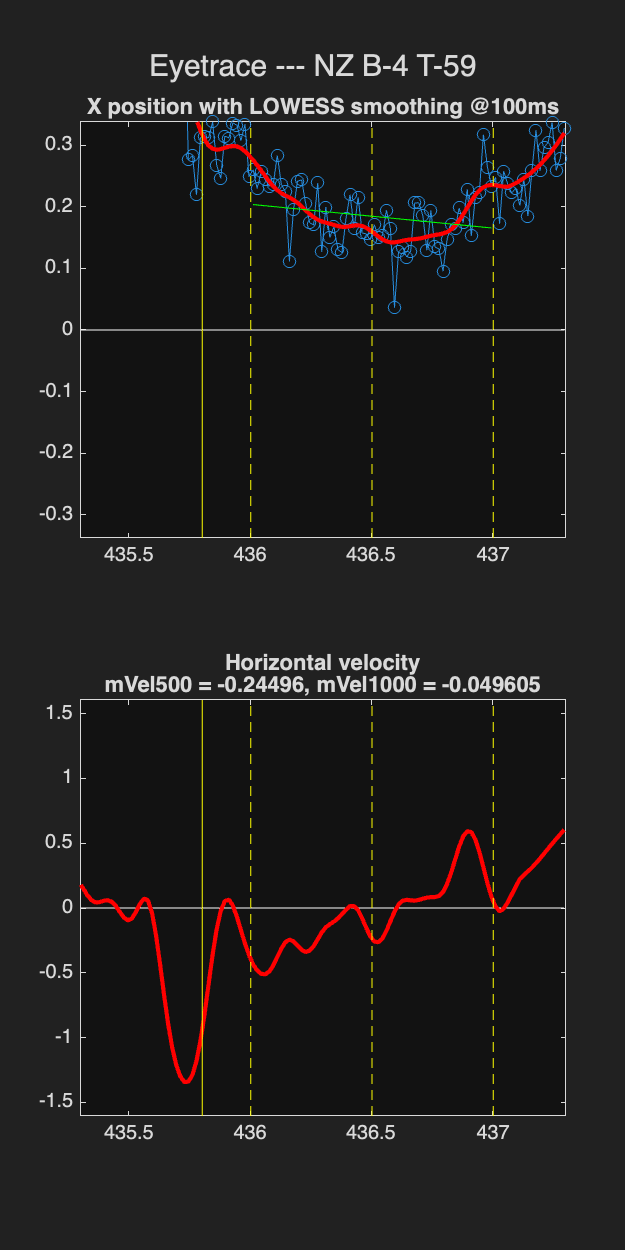 Eyetrace --- NZ B-4 T-59
X position with LOWESS smoothing @100ms
0.3
0.2
0.1
0
-0.1
-0.2
-0.3
435.5 436 436.5 437
Horizontal velocity
mVel500 = -0.24496, mVel1000 = -0.049605
1.5
1
0.5
0
-0.5
-1
-1.5
435.5 436 436.5 437